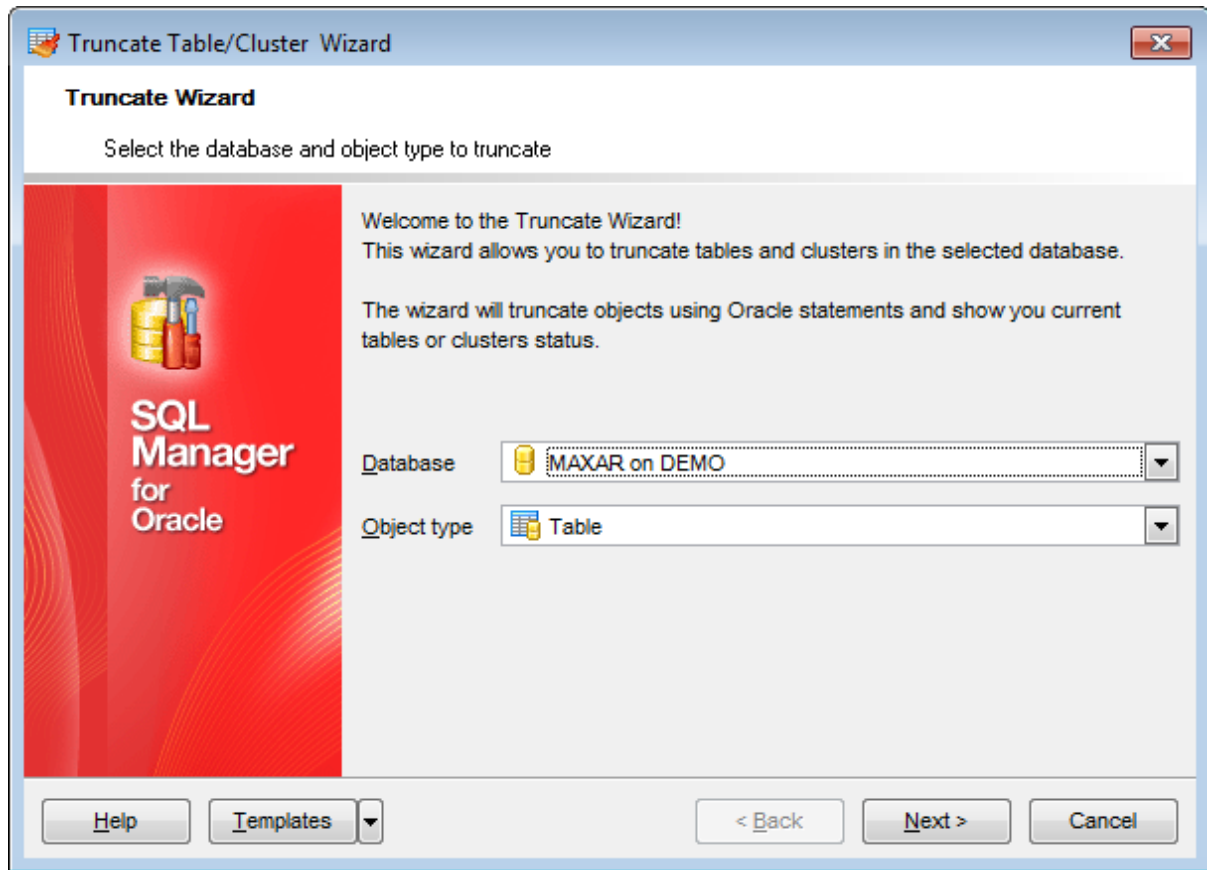 Truncate Table/Cluster Wizard
Truncate Wizard
Select the database and object type to truncate
Welcome to the Truncate Wizard!
This wizard allows you to truncate tables and clusters in the selected database.
The wizard will truncate objects using Oracle statements and show you current
tables or clusters status.
SQL
Manager
for
Oracle
Database MAXAR on DEMO
Object type Table
Help Templates < Back Next > Cancel